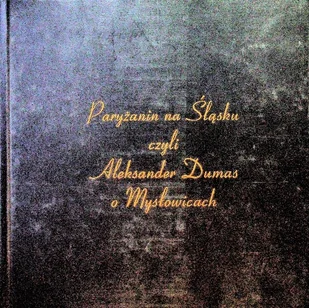 Paryżanin na Śląsku
czyli
Aleksander Dumas
o Mysłowicach